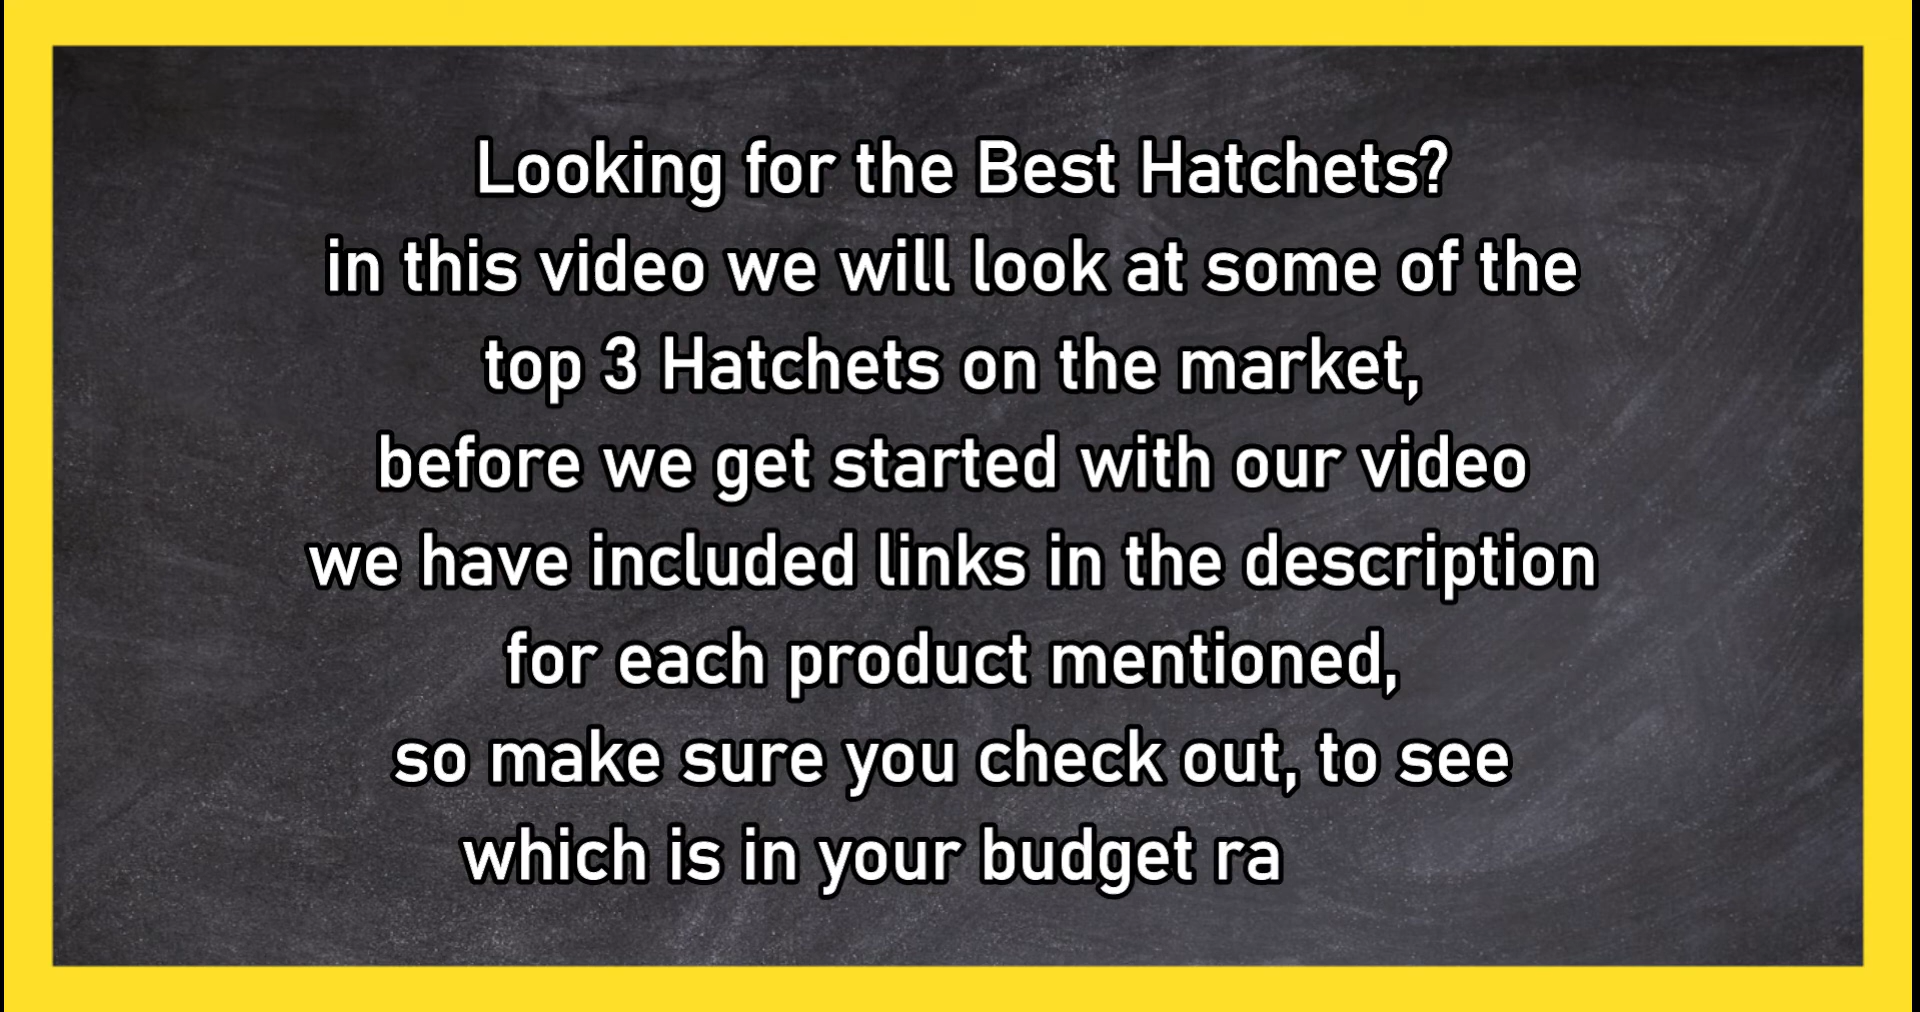 Looking for the Best Hatchets?
in this video we will look at some of the
top 3 Hatchets on the market,
before we get started with our video
we have included links in the description
for each product mentioned,
so make sure you check out, to see
which is in your budget ra